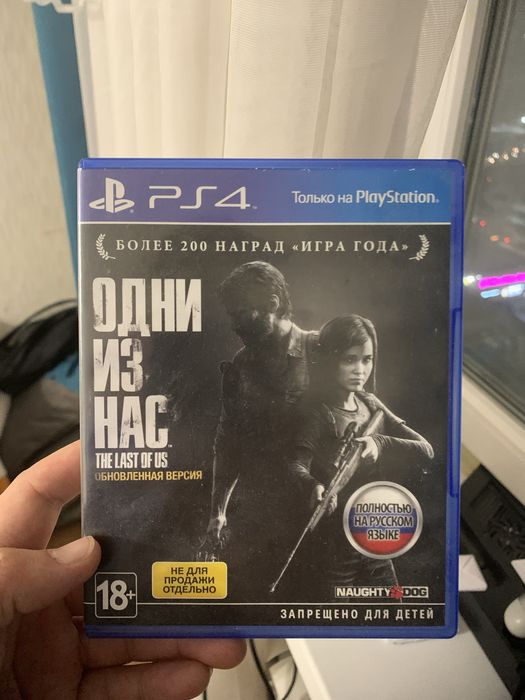 PS4
Только на PlayStation
БОЛЕЕ 200 НАГРАД «ИГРА ГОДА»
ОДНИ
ИЗ
НАС
THE LAST OF US
ОБНОВЛЕННАЯ ВЕРСИЯ
ПОЛНОСТЬЮ
НА РУССКОМ
ЯЗЫКЕ
НЕ ДЛЯ
ПРОДАЖИ
ОТДЕЛЬНО
18+
NAUGHTY DOG
ЗАПРЕЩЕНО ДЛЯ ДЕТЕЙ